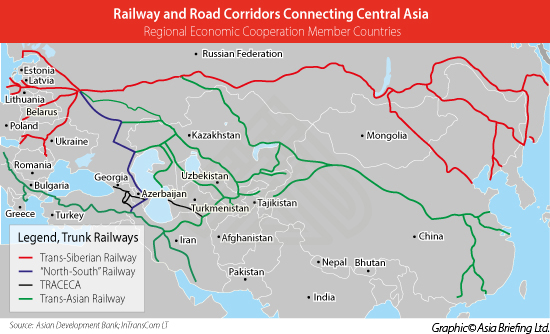 Railway and Road Corridors Connecting Central Asia
Regional Economic Cooperation Member Countries
Russian Federation
Estonia
Latvia
Lithuania
Belarus
Poland
Ukraine
Kazakhstan
Mongolia
Romania
Georgia
Uzbekistan
Bulgaria
Azerbaijan
Tajikistan
Turkmenistan
Greece
Turkey
Iran
Afghanistan
China
Nepal
Bhutan
Pakistan
India
Legend, Trunk Railways
Trans-Siberian Railway
"North-South" Railway
TRACECA
Trans-Asian Railway
Source: Asian Development Bank; InTransCom LT
Graphic© Asia Briefing Ltd.